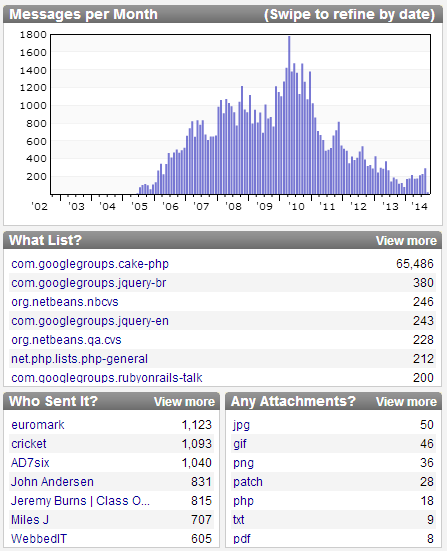 Messages per Month (Swipe to refine by date)
1800
1600
1400
1200
1000
800
600
400
200
'02 '03 '04 '05 '06 '07 '08 '09 '10 '11 '12 '13 '14
What List? View more
com.googlegroups.cake-php 65,486
com.googlegroups.jquery-br 380
org.netbeans.nbcvs 246
com.googlegroups.jquery-en 243
org.netbeans.qa.cvs 228
net.php.lists.php-general 212
com.googlegroups.rubyonrails-talk 200
Who Sent It? View more
euromark 1,123
cricket 1,093
AD7six 1,040
John Andersen 831
Jeremy Burns | Class O... 815
Miles J 707
WebbedIT 605
Any Attachments? View more
jpg 50
gif 46
png 36
patch 28
php 18
txt 9
pdf 8